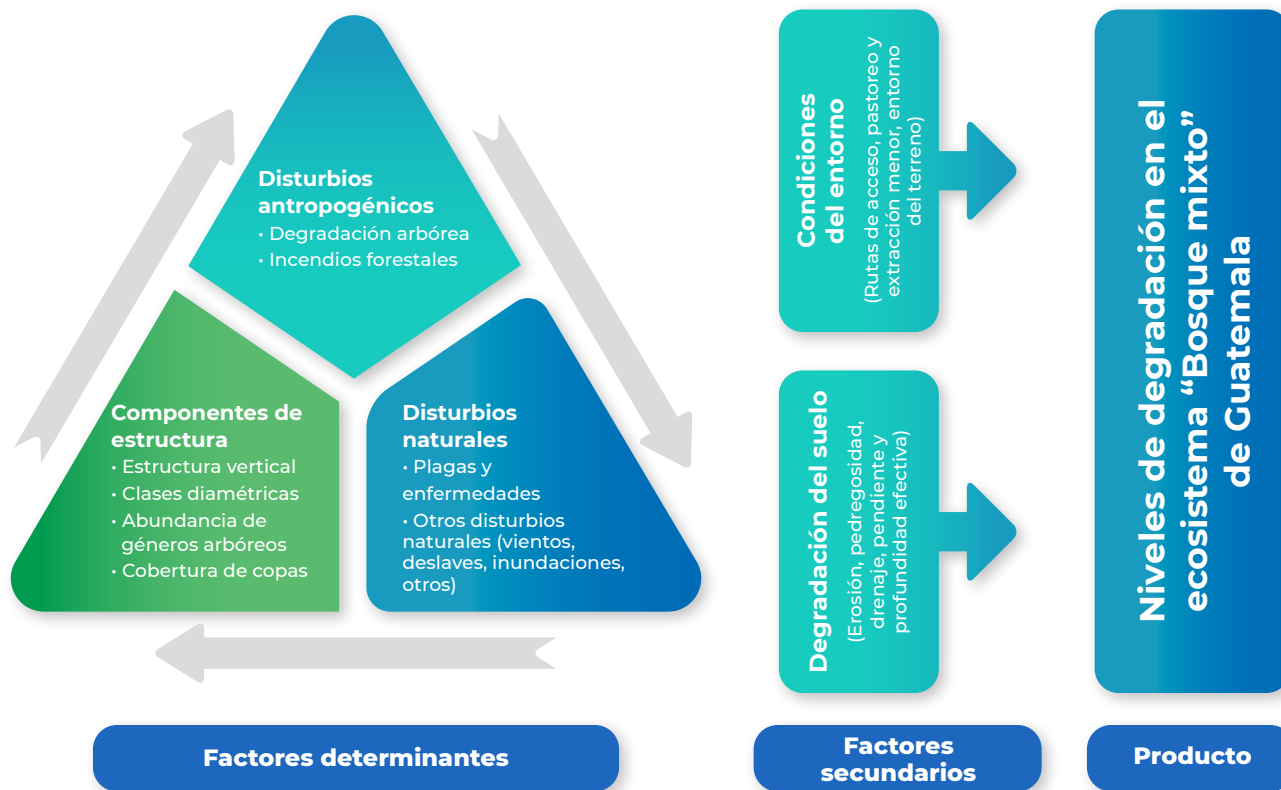 Disturbios
antropogénicos
• Degradación arbórea
• Incendios forestales
Componentes de
estructura
• Estructura vertical
• Clases diamétricas
• Abundancia de
géneros arbóreos
• Cobertura de copas
Disturbios
naturales
• Plagas y
enfermedades
• Otros disturbios
naturales (vientos,
deslaves, inundaciones,
otros)
Factores determinantes
Condiciones
del entorno
(Rutas de acceso, pastoreo y
extracción menor, entorno
del terreno)
Degradación del suelo
(Erosión, pedregosidad,
drenaje, pendiente y
profundidad efectiva)
Factores
secundarios
Niveles de degradación en el
ecosistema “Bosque mixto”
de Guatemala
Producto